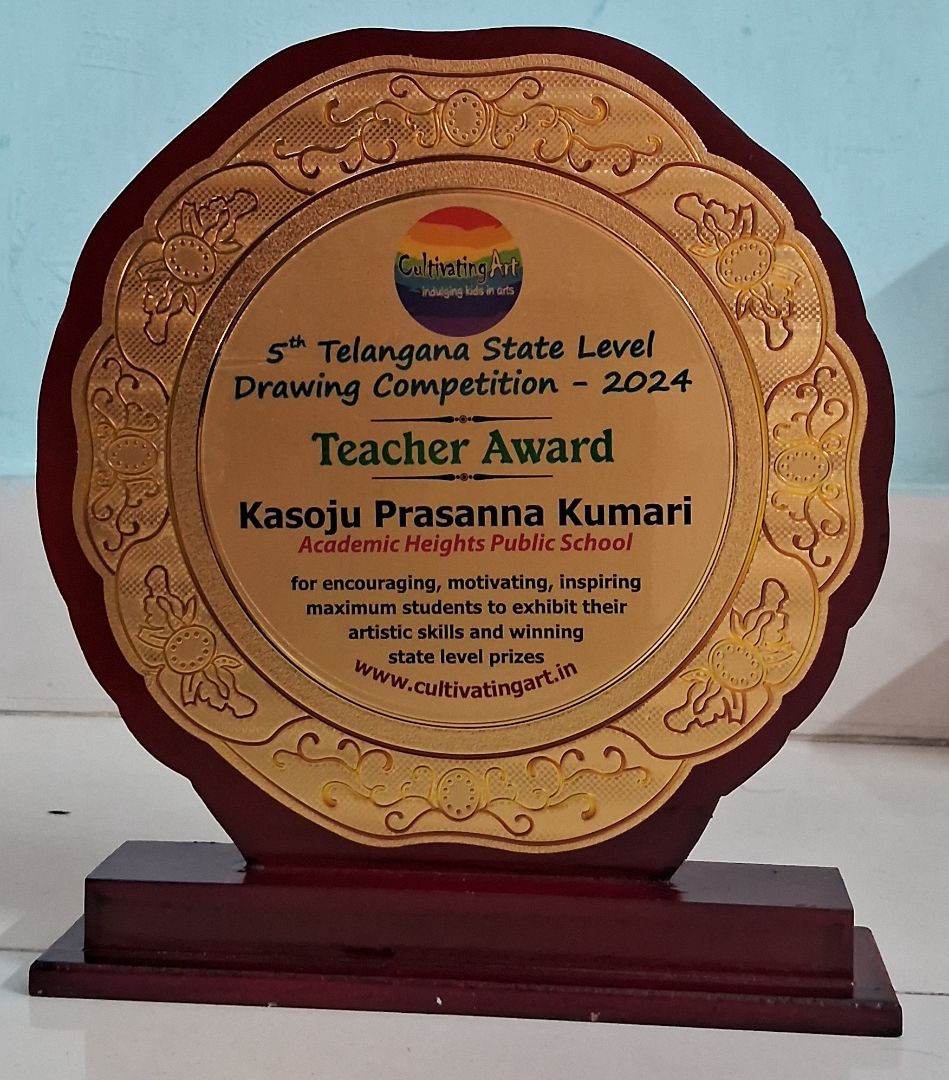 Cultivating Art
indulging kids in arts
5th Telangana State Level
Drawing Competition - 2024
Teacher Award
Kasoju Prasanna Kumari
Academic Heights Public School
for encouraging, motivating, inspiring
maximum students to exhibit their
artistic skills and winning
state level prizes
www.cultivatingart.in